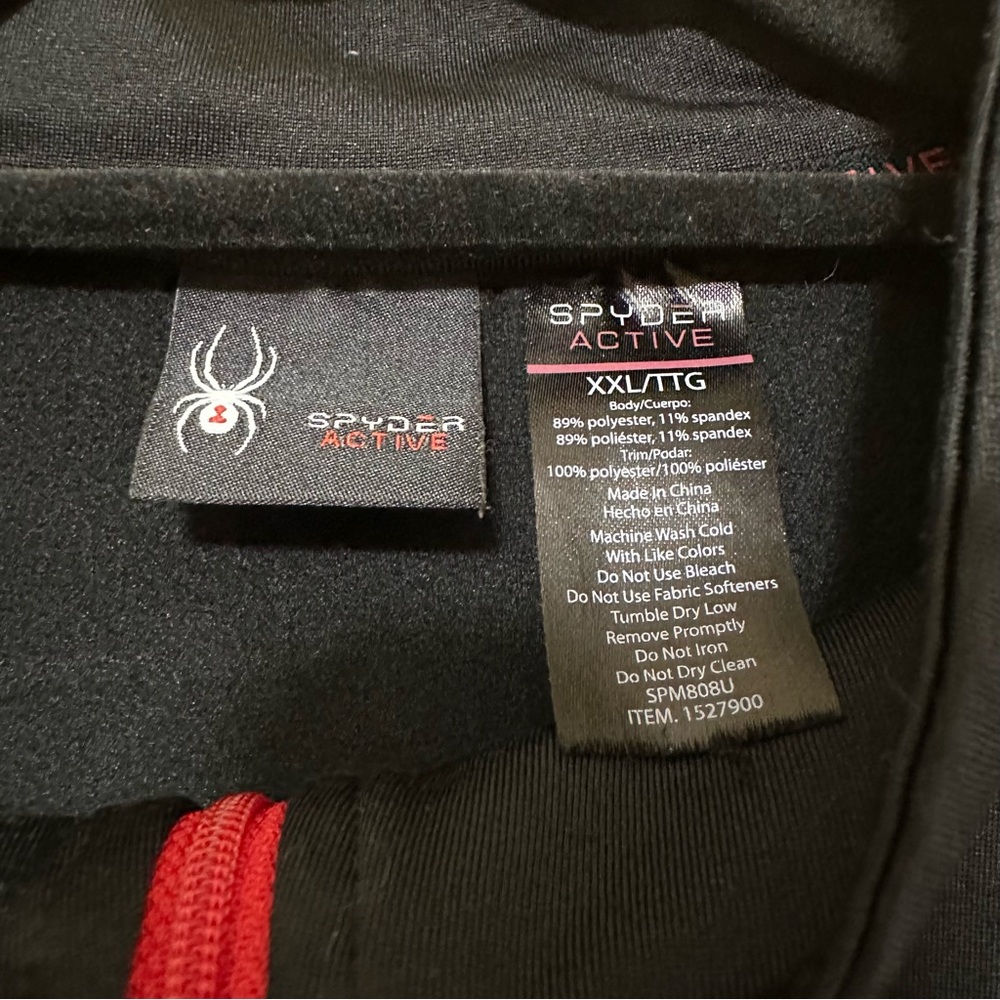 IVE
SPYDER
ACTIVE
SPYDER
ACTIVE
XXL/TTG
Body/Cuerpo:
89% polyester, 11% spandex
89% poliéster, 11% spandex
Trim/Podar:
100% polyester/100% poliéster
Made In China
Hecho en China
Machine Wash Cold
With Like Colors
Do Not Use Bleach
Do Not Use Fabric Softeners
Tumble Dry Low
Remove Promptly
Do Not Iron
Do Not Dry Clean
SPM808U
ITEM. 1527900